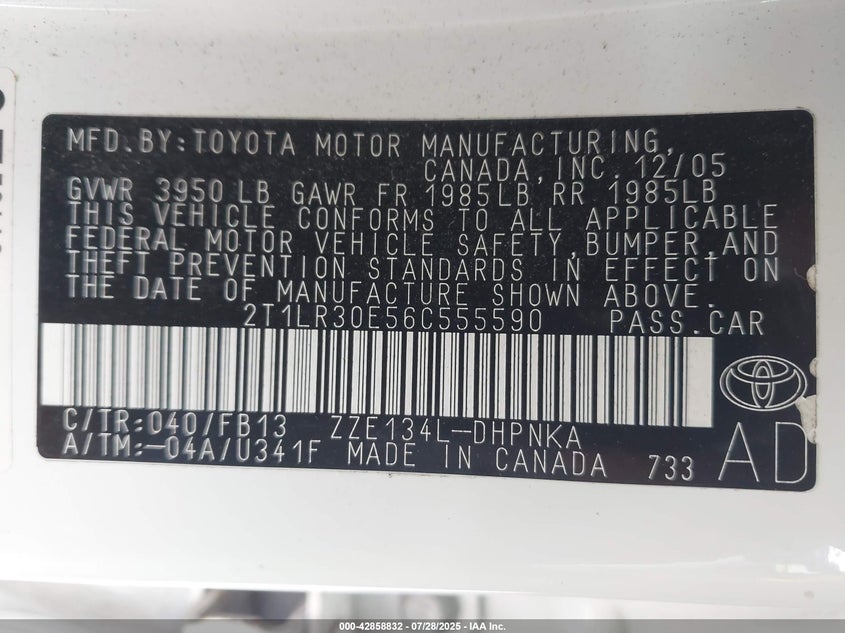 MFD.BY:TOYOTA MOTOR MANUFACTURING,
CANADA, INC. 12/05
GVWR 3950 LB GAWR FR 1985LB RR 1985LB
THIS VEHICLE CONFORMS TO ALL APPLICABLE
FEDERAL MOTOR VEHICLE SAFETY, BUMPER, AND
THEFT PREVENTION STANDARDS IN EFFECT ON
THE DATE OF MANUFACTURE SHOWN ABOVE.
2T1LR30E56C555590 PASS.CAR
C/TR:040/FB13 ZZE134L-DHPNKA
A/TM:-04A/U341F MADE IN CANADA 733 AD
000-42858832 - 07/28/2025 - IAA Inc.